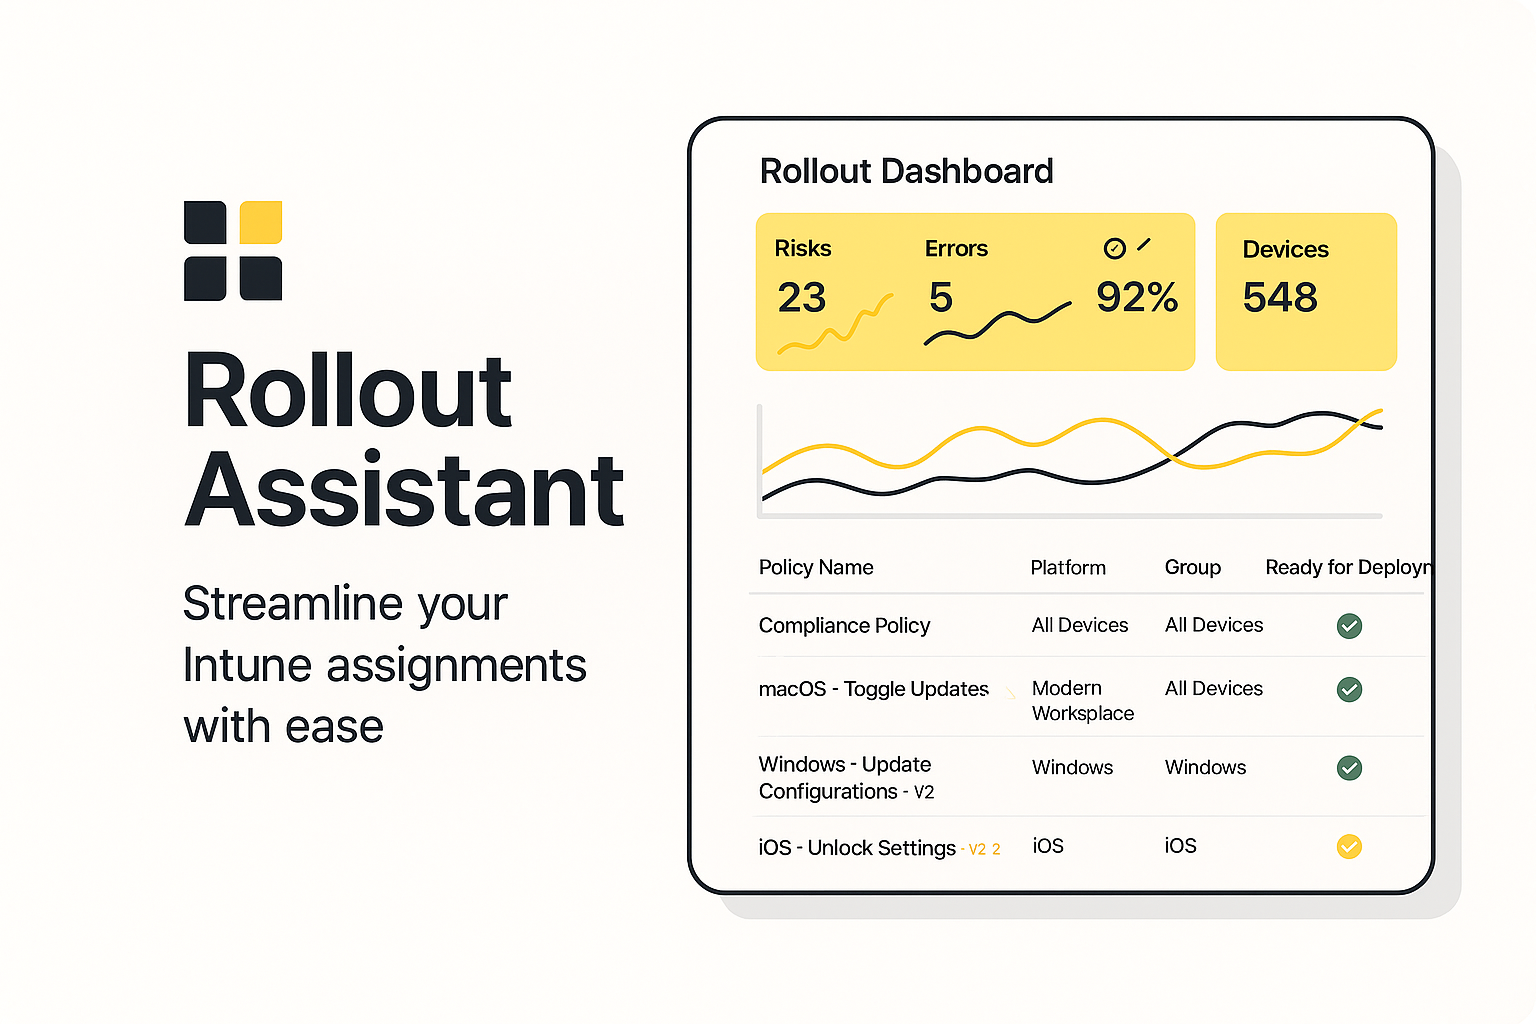 Rollout
Assistant
Streamline your
Intune assignments
with ease
Rollout Dashboard
Risks Errors Devices
23 5 92% 548
Policy Name Platform Group Ready for Deployn
Compliance Policy All Devices All Devices
macOS - Toggle Updates Modern All Devices
Worksplace
Windows - Update Windows Windows
Configurations - V2
iOS - Unlock Settings - V2 2 iOS iOS